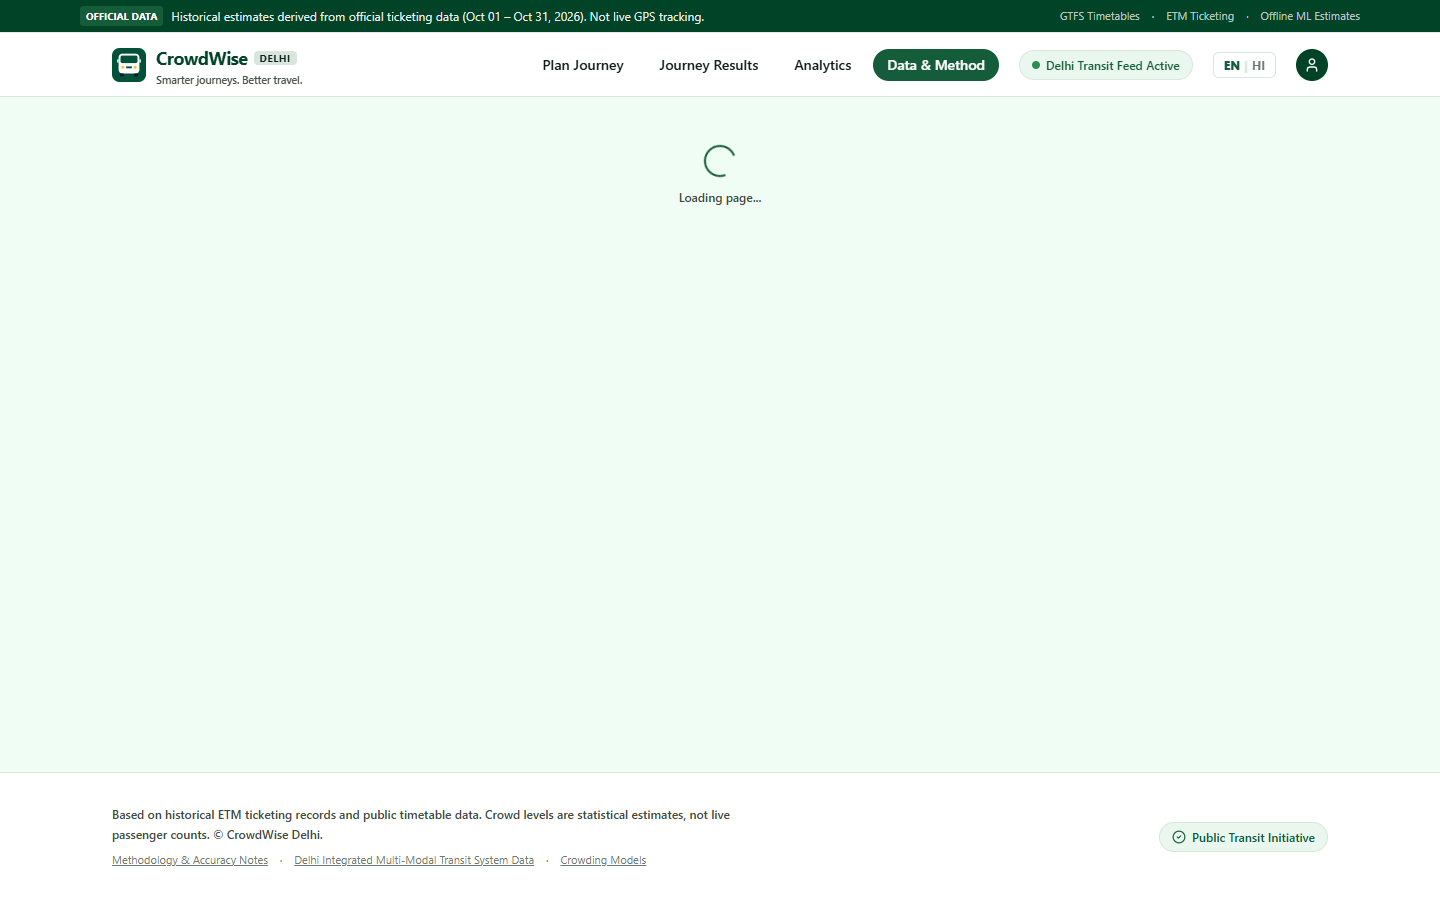 OFFICIAL DATA Historical estimates derived from official ticketing data (Oct 01 – Oct 31, 2026). Not live GPS tracking. GTFS Timetables · ETM Ticketing · Offline ML Estimates
CrowdWise DELHI
Smarter journeys. Better travel.
Plan Journey Journey Results Analytics Data & Method Delhi Transit Feed Active EN | HI
Loading page...
Based on historical ETM ticketing records and public timetable data. Crowd levels are statistical estimates, not live
passenger counts. © CrowdWise Delhi.
Methodology & Accuracy Notes · Delhi Integrated Multi-Modal Transit System Data · Crowding Models
Public Transit Initiative